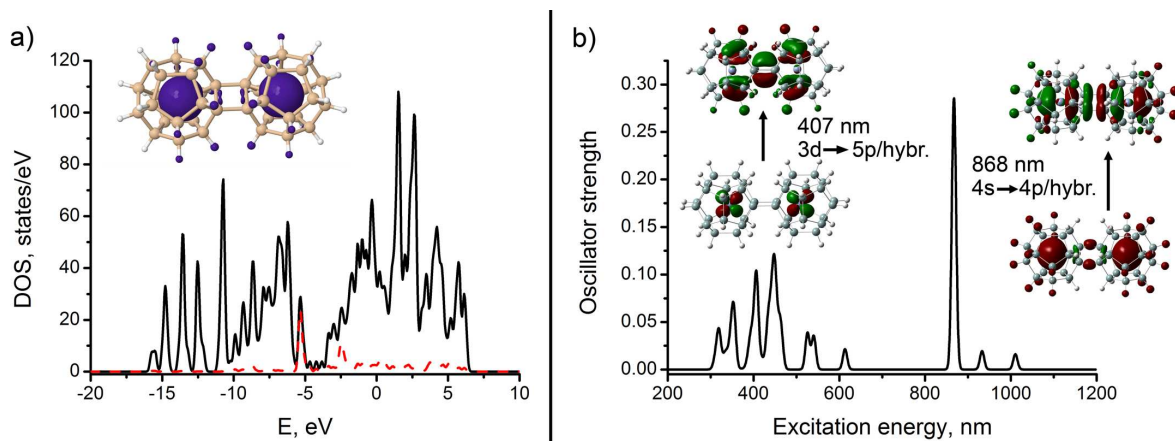 a)
DOS, states/eV
120
100
80
60
40
20
0
-20
-15
-10
-5
0
5
10
E, eV
b)
Oscillator strength
0.30
0.25
0.20
0.15
0.10
0.05
0.00
407 nm
3d → 5p/hybr.
868 nm
4s → 4p/hybr.
200
400
600
800
1000
1200
Excitation energy, nm